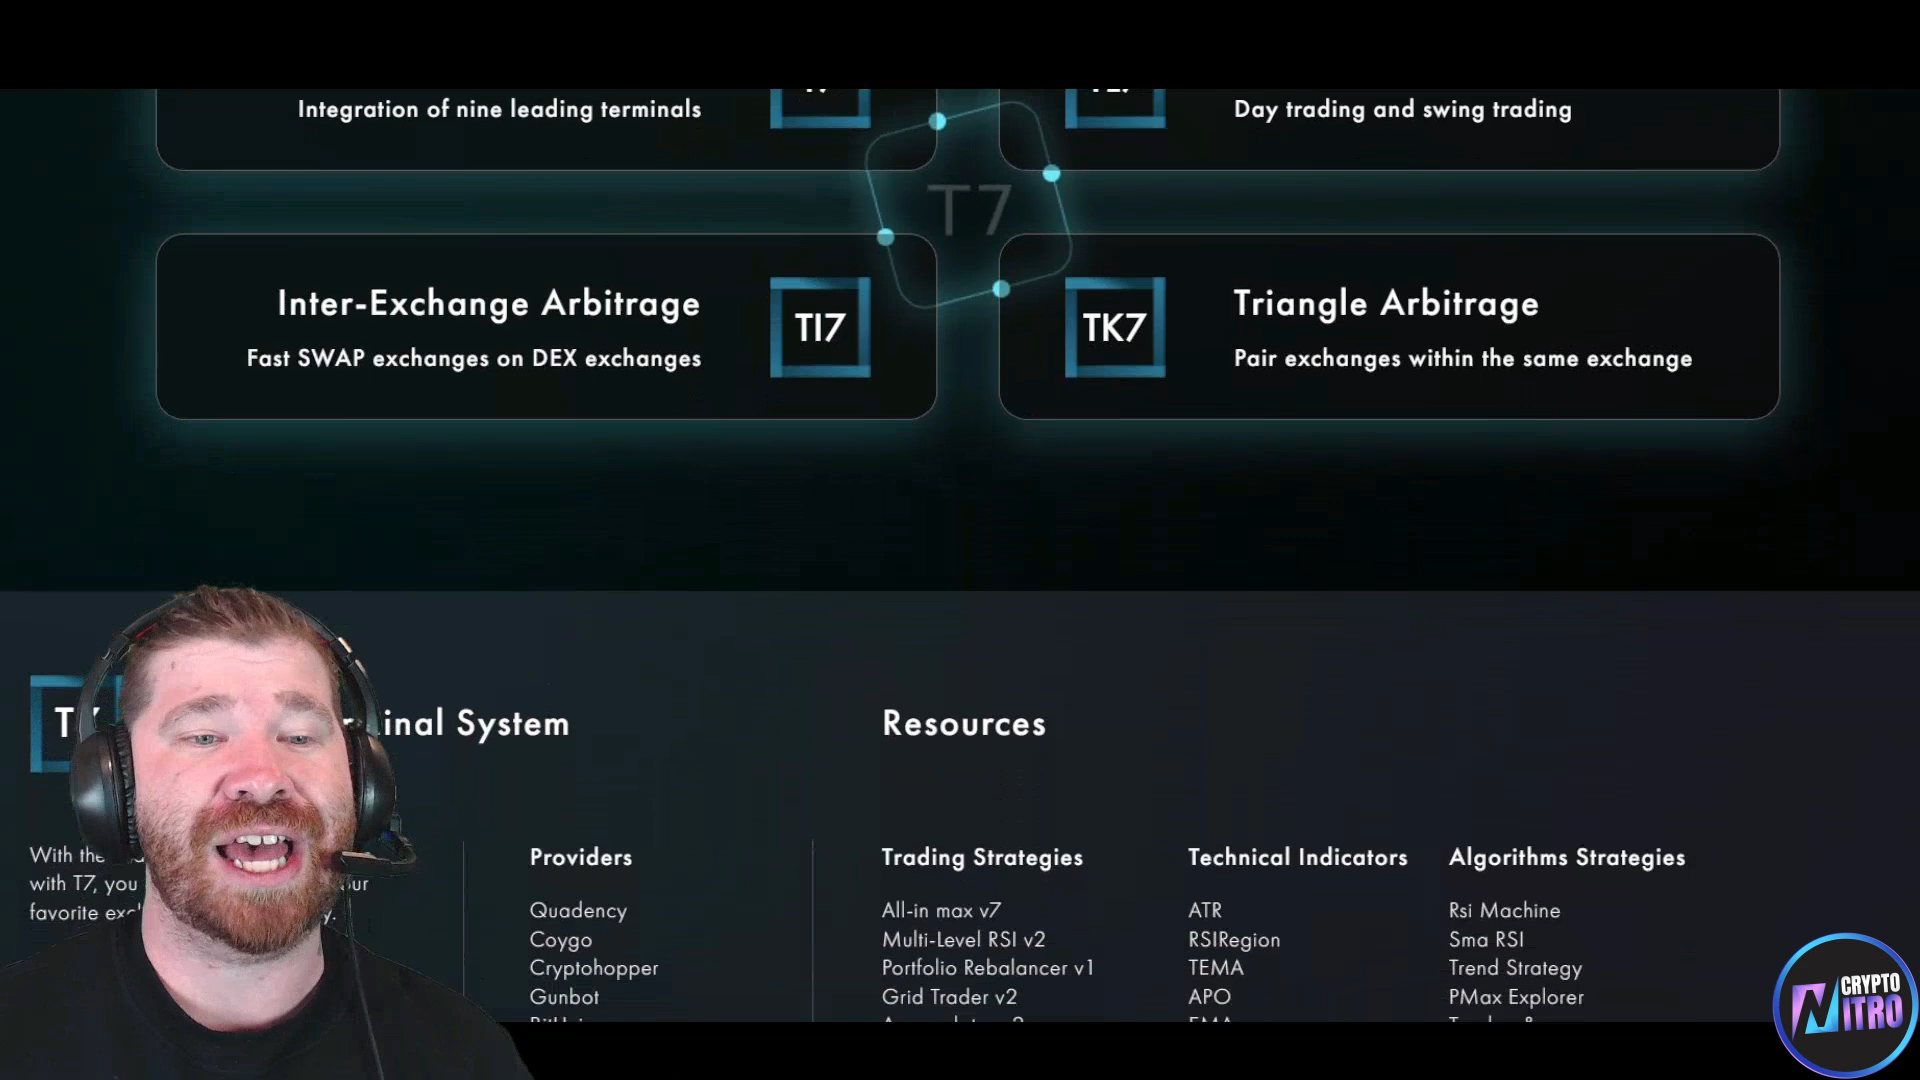 Integration of nine leading terminals
Day trading and swing trading
T7
Inter-Exchange Arbitrage
Fast SWAP exchanges on DEX exchanges
TI7
TK7
Triangle Arbitrage
Pair exchanges within the same exchange
System
Resources
With the
with T7, you
favorite
Providers
Quadency
Coygo
Cryptohopper
Gunbot
Trading Strategies
All-in max v7
Multi-Level RSI v2
Portfolio Rebalancer v1
Grid Trader v2
Technical Indicators
ATR
RSIRegion
TEMA
APO
EMA
Algorithms Strategies
Rsi Machine
Sma RSI
Trend Strategy
PMax Explorer
CRYPTO
NITRO